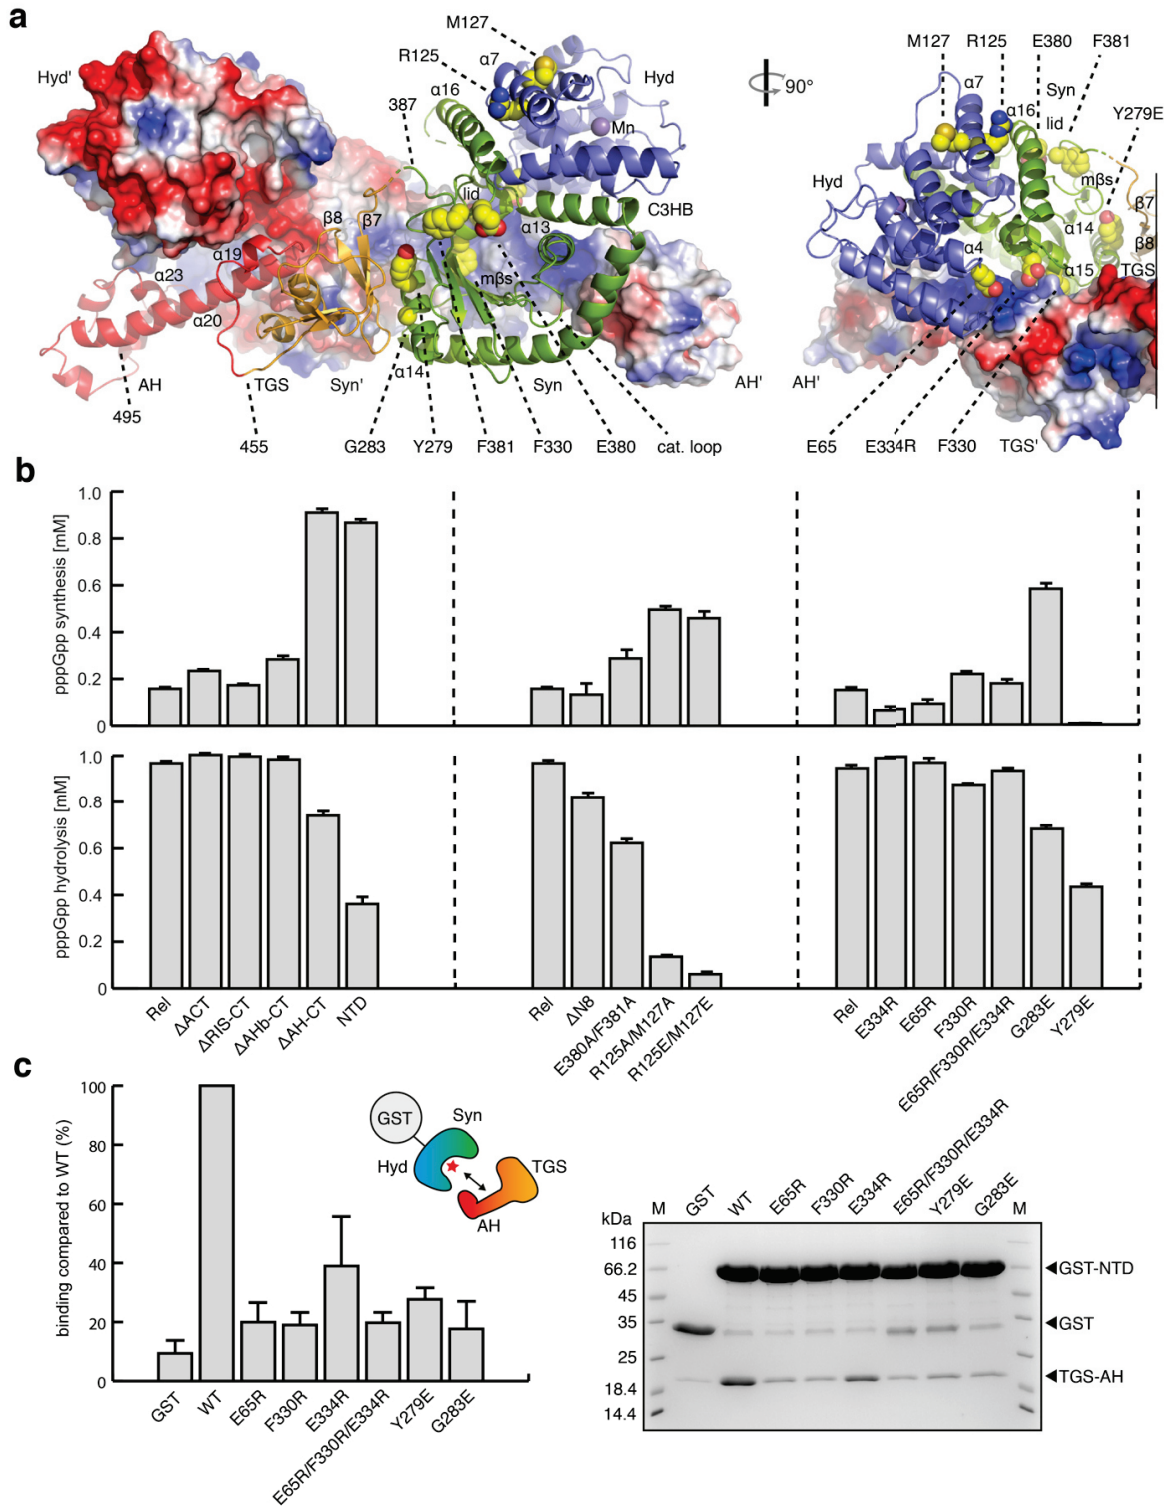 a
Hyd'
387
R125
M127
α16
α7
Hyd
Mn
lid
C3HB
β8
β7
α13
α19
α23
α20
mβs
α14
AH
TGS
Syn'
Syn
AH'
495
455
G283
Y279
F381
F330
E380
cat. loop
90°
M127
R125
E380
F381
Syn
α7
α16
lid
Y279E
Hyd
mβs
β7
α14
β8
α4
α15
TGS
AH'
E65
E334R
F330
TGS'
b
pppGpp synthesis [mM]
1.0
0.8
0.6
0.4
0.2
0
pppGpp hydrolysis [mM]
1.0
0.8
0.6
0.4
0.2
0
Rel
ΔACT
ΔRIS-CT
ΔAHb-CT
ΔAH-CT
NTD
Rel
ΔN8
E380A/F381A
R125A/M127A
R125E/M127E
Rel
E334R
E65R
F330R
E65R/F330R/E334R
G283E
Y279E
c
binding compared to WT (%)
100
80
60
40
20
0
GST
WT
E65R
F330R
E334R
E65R/F330R/E334R
Y279E
G283E
GST
Syn
Hyd
TGS
AH
kDa
M
GST
WT
E65R
F330R
E334R
E65R/F330R/E334R
Y279E
G283E
M
116
66.2
45
35
25
18.4
14.4
GST-NTD
GST
TGS-AH